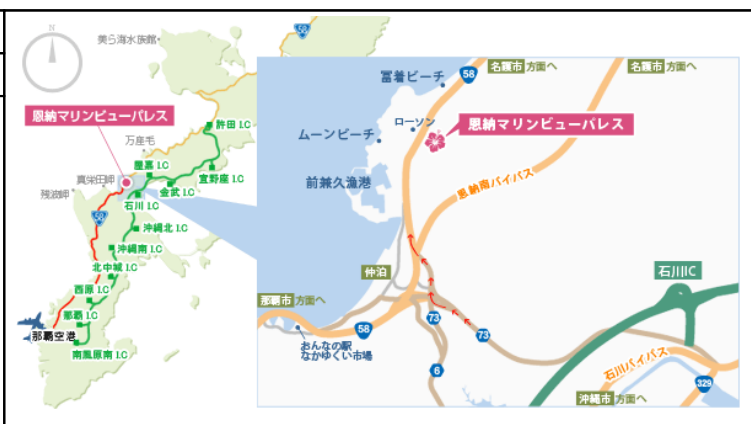 N
美ら海水族館
58
恩納マリンビューパレス
万座毛
許田 I.C
屋嘉 I.C
宜野座 I.C
金武 I.C
真栄田岬
残波岬
石川 I.C
58
沖縄北 I.C
沖縄南 I.C
北中城 I.C
西原 I.C
那覇 I.C
那覇空港
南風原南 I.C
名護市 方面へ
名護市 方面へ
冨着ビーチ
58
ローソン
恩納マリンビューパレス
ムーンビーチ
前兼久漁港
恩納南バイパス
仲泊
石川IC
那覇市 方面へ
58
73
73
おんなの駅
なかゆくい市場
6
石川バイパス
329
沖縄市 方面へ